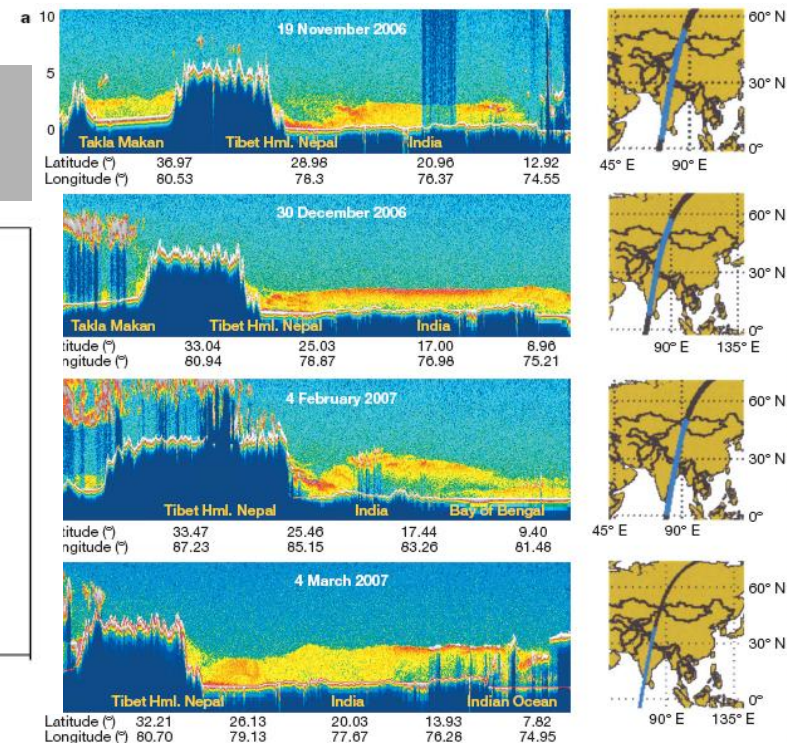 a
10
5
0
19 November 2006
Takla Makan Tibet Hml. Nepal India
Latitude (º) 36.97 28.98 20.96 12.92
Longitude (º) 80.53 78.3 76.37 74.55
60° N
30° N
0°
45° E 90° E
30 December 2006
Takla Makan Tibet Hml. Nepal India
titude (º) 33.04 25.03 17.00 8.96
ngitude (º) 80.94 78.87 76.98 75.21
60° N
30° N
0°
90° E 135° E
4 February 2007
Tibet Hml. Nepal India Bay of Bengal
titude (º) 33.47 25.46 17.44 9.40
ngitude (º) 87.23 85.15 83.26 81.48
60° N
30° N
0°
45° E 90° E
4 March 2007
Tibet Hml. Nepal India Indian Ocean
Latitude (º) 32.21 26.13 20.03 13.93 7.82
Longitude (º) 80.70 79.13 77.67 76.28 74.95
60° N
30° N
0°
90° E 135° E